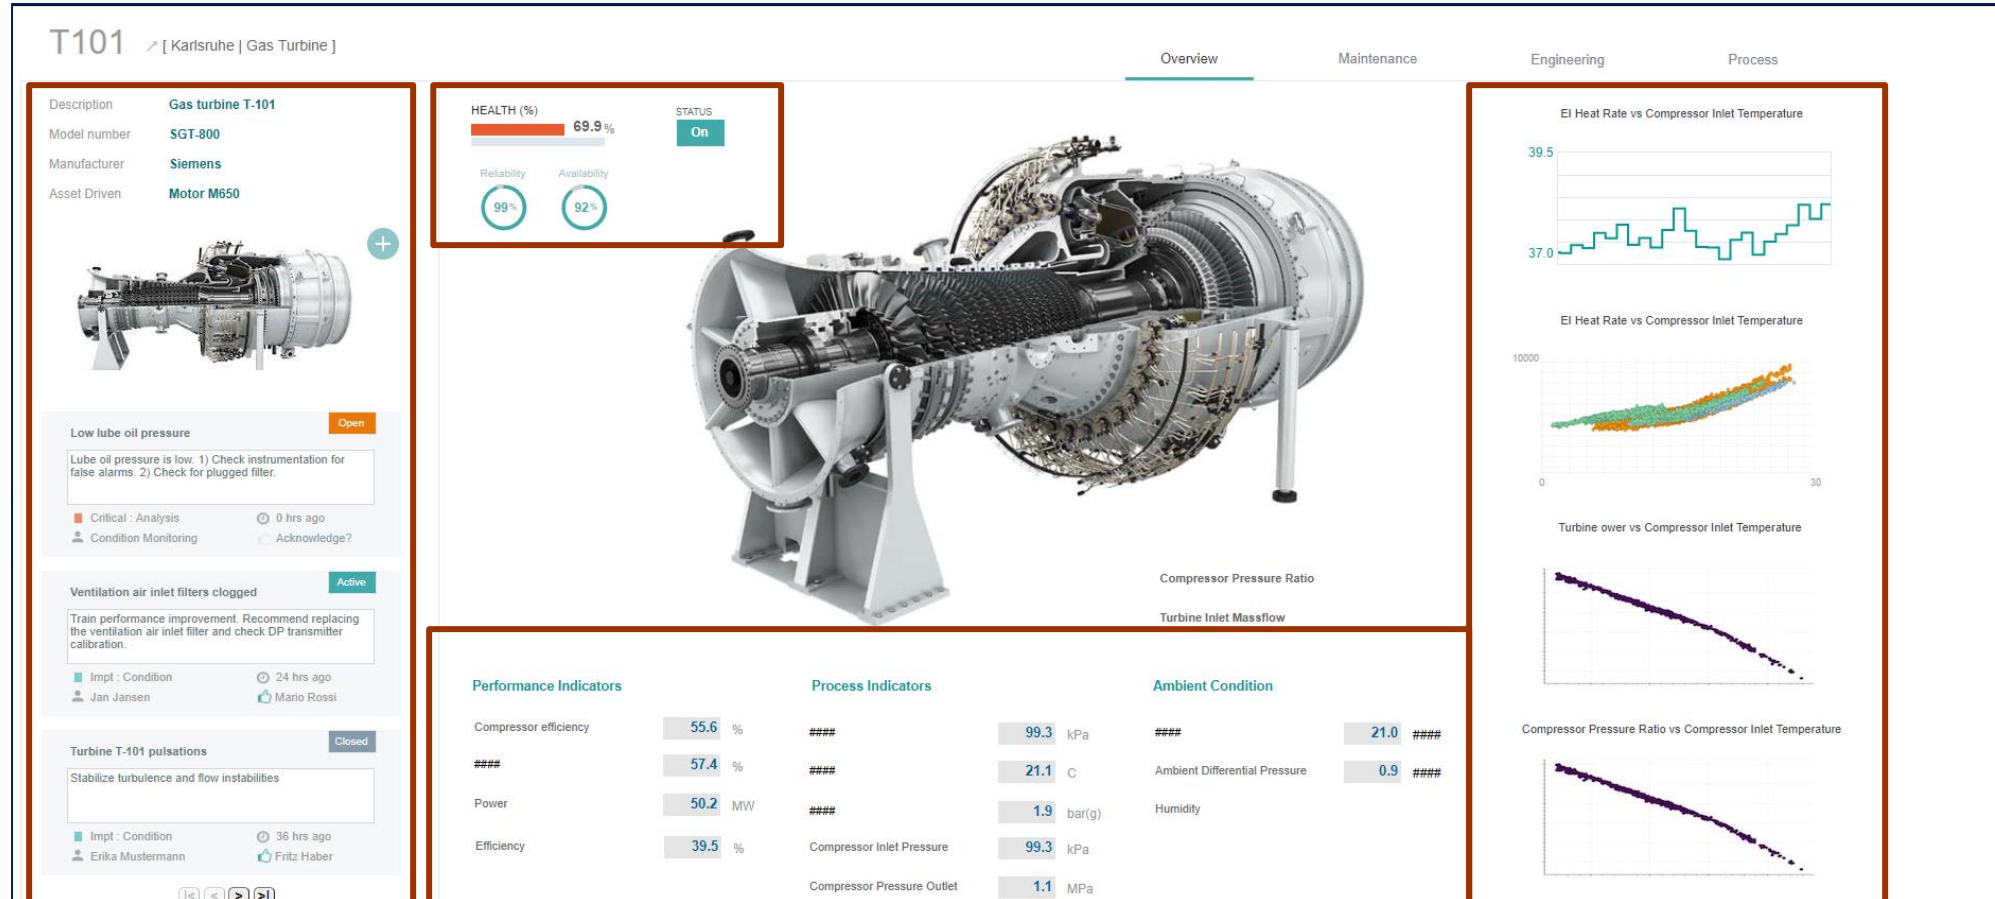 T101 [ Karlsruhe | Gas Turbine ]
Overview
Maintenance
Engineering
Process
Description Gas turbine T-101
Model number SGT-800
Manufacturer Siemens
Asset Driven Motor M650
+
Open
Low lube oil pressure
Lube oil pressure is low. 1) Check instrumentation for
false alarms. 2) Check for plugged filter.
Critical : Analysis 0 hrs ago
Condition Monitoring Acknowledge?
Active
Ventilation air inlet filters clogged
Train performance improvement. Recommend replacing
the ventilation air inlet filter and check DP transmitter
calibration.
Impt : Condition 24 hrs ago
Jan Jansen Mario Rossi
Closed
Turbine T-101 pulsations
Stabilize turbulence and flow instabilities
Impt : Condition 36 hrs ago
Erika Mustermann Fritz Haber
|< < > >|
HEALTH (%)
69.9 %
STATUS
On
Reliability Availability
99% 92%
Compressor Pressure Ratio
Turbine Inlet Massflow
Performance Indicators
Compressor efficiency 55.6 %
#### 57.4 %
Power 50.2 MW
Efficiency 39.5 %
Process Indicators
#### 99.3 kPa
#### 21.1 C
#### 1.9 bar(g)
Compressor Inlet Pressure 99.3 kPa
Compressor Pressure Outlet 1.1 MPa
Ambient Condition
#### 21.0 ####
Ambient Differential Pressure 0.9 ####
Humidity
EI Heat Rate vs Compressor Inlet Temperature
39.5
37.0
EI Heat Rate vs Compressor Inlet Temperature
10000
0 30
Turbine ower vs Compressor Inlet Temperature
Compressor Pressure Ratio vs Compressor Inlet Temperature